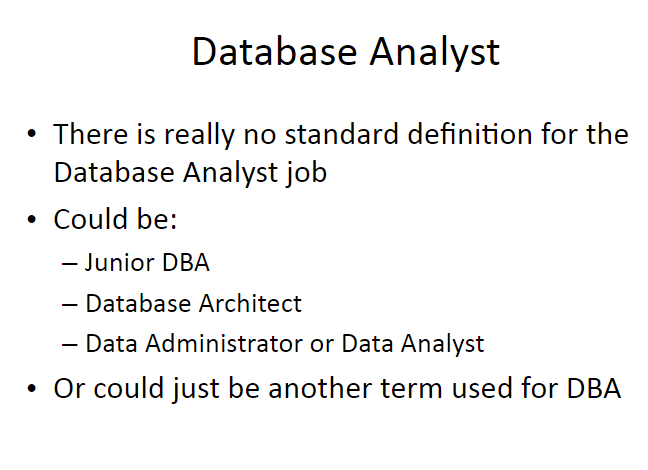 Database Analyst
• There is really no standard definition for the
Database Analyst job
• Could be:
– Junior DBA
– Database Architect
– Data Administrator or Data Analyst
• Or could just be another term used for DBA